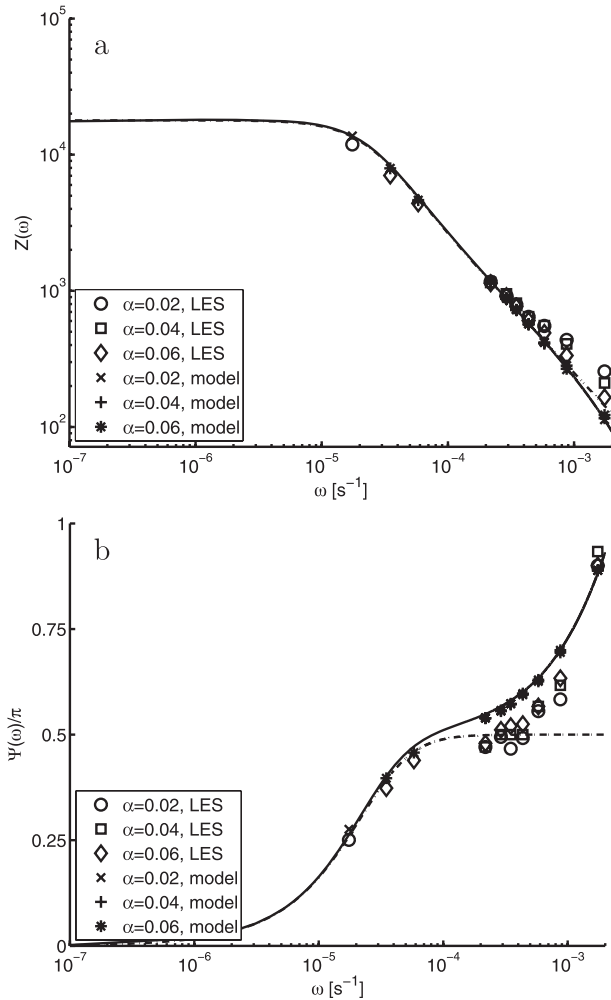 a
10^5
10^4
10^3
10^2
Z(ω)
α=0.02, LES
α=0.04, LES
α=0.06, LES
α=0.02, model
α=0.04, model
α=0.06, model
10^-7 10^-6 10^-5 10^-4 10^-3
ω [s^-1]
b
1
0.75
0.5
0.25
0
Ψ(ω)/π
α=0.02, LES
α=0.04, LES
α=0.06, LES
α=0.02, model
α=0.04, model
α=0.06, model
10^-7 10^-6 10^-5 10^-4 10^-3
ω [s^-1]